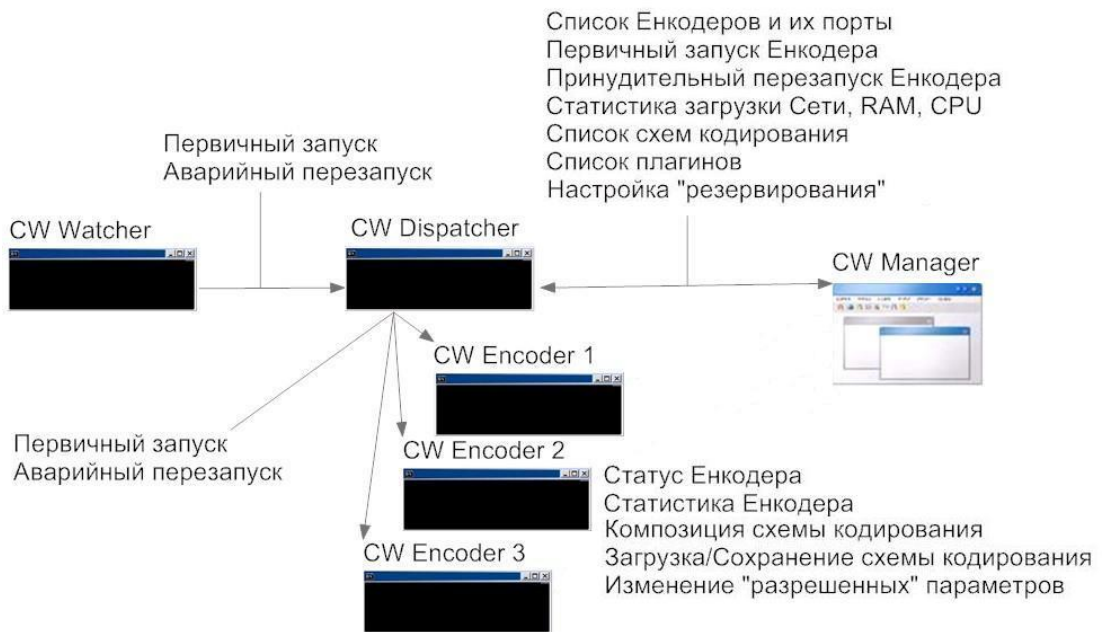 Список Енкодеров и их порты
Первичный запуск Енкодера
Принудительный перезапуск Енкодера
Статистика загрузки Сети, RAM, CPU
Список схем кодирования
Список плагинов
Настройка "резервирования"
Первичный запуск
Аварийный перезапуск
CW Watcher
CW Dispatcher
CW Manager
CW Encoder 1
Первичный запуск
Аварийный перезапуск
CW Encoder 2
Статус Енкодера
Статистика Енкодера
Композиция схемы кодирования
Загрузка/Сохранение схемы кодирования
Изменение "разрешенных" параметров
CW Encoder 3